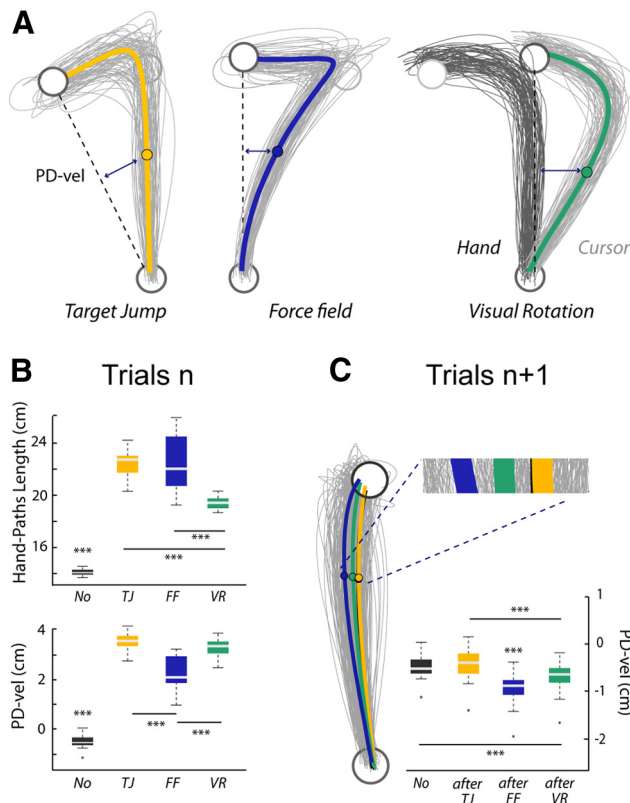 A
PD-vel
Hand
Cursor
Target Jump
Force field
Visual Rotation
B
Trials n
C
Trials n+1
Hand-Paths Length (cm)
22
20
16
14
***
***
***
No
TJ
FF
VR
PD-vel (cm)
4
2
0
***
***
***
No
TJ
FF
VR
1
0
-1
-2
PD-vel (cm)
***
***
***
No
after
TJ
after
FF
after
VR